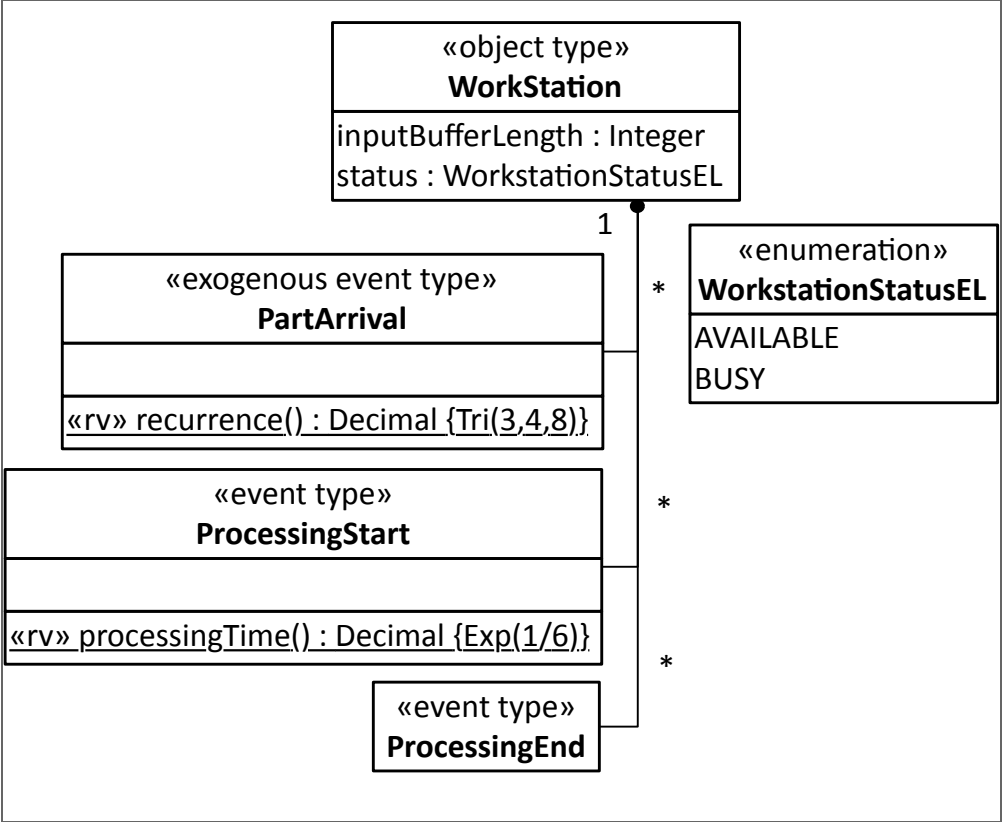 «object type»
WorkStation
inputBufferLength : Integer
status : WorkstationStatusEL
1
«exogenous event type»
PartArrival
«rv» recurrence() : Decimal {Tri(3,4,8)}
*
«enumeration»
WorkstationStatusEL
AVAILABLE
BUSY
«event type»
ProcessingStart
«rv» processingTime() : Decimal {Exp(1/6)}
*
«event type»
ProcessingEnd
*